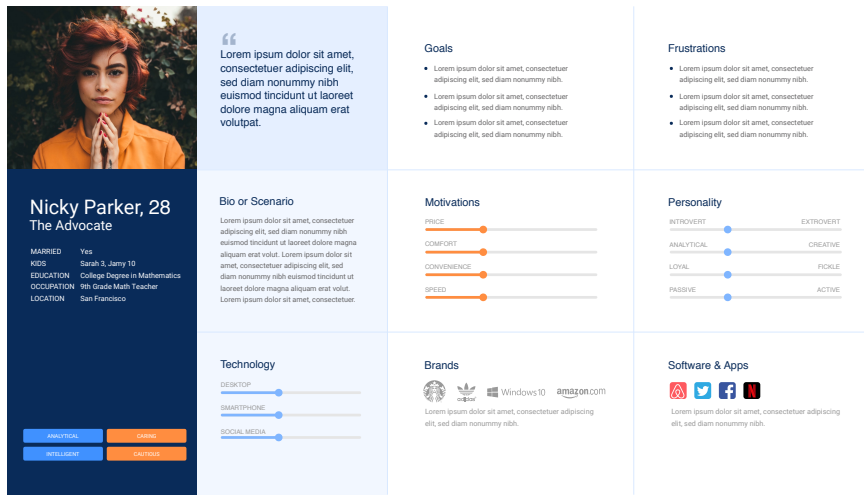 “
Lorem ipsum dolor sit amet,
consectetuer adipiscing elit,
sed diam nonummy nibh
euismod tincidunt ut laoreet
dolore magna aliquam erat
volutpat.
Goals
• Lorem ipsum dolor sit amet, consectetuer
adipiscing elit, sed diam nonummy nibh.
• Lorem ipsum dolor sit amet, consectetuer
adipiscing elit, sed diam nonummy nibh.
• Lorem ipsum dolor sit amet, consectetuer
adipiscing elit, sed diam nonummy nibh.
Frustrations
• Lorem ipsum dolor sit amet, consectetuer
adipiscing elit, sed diam nonummy nibh.
• Lorem ipsum dolor sit amet, consectetuer
adipiscing elit, sed diam nonummy nibh.
• Lorem ipsum dolor sit amet, consectetuer
adipiscing elit, sed diam nonummy nibh.
Nicky Parker, 28
The Advocate
MARRIED Yes
KIDS Sarah 3, Jamy 10
EDUCATION College Degree in Mathematics
OCCUPATION 9th Grade Math Teacher
LOCATION San Francisco
ANALYTICAL CARING
INTELLIGENT CAUTIOUS
Bio or Scenario
Lorem ipsum dolor sit amet, consectetuer
adipiscing elit, sed diam nonummy nibh
euismod tincidunt ut laoreet dolore magna
aliquam erat volutpat. Lorem ipsum dolor
sit amet, consectetuer adipiscing elit, sed
diam nonummy nibh euismod tincidunt ut
laoreet dolore magna aliquam erat volutpat.
Lorem ipsum dolor sit amet, consectetuer.
Motivations
PRICE
COMFORT
CONVENIENCE
SPEED
Personality
INTROVERT EXTROVERT
ANALYTICAL CREATIVE
LOYAL FICKLE
PASSIVE ACTIVE
Technology
DESKTOP
SMARTPHONE
SOCIAL MEDIA
Brands
adidas Windows 10 amazon.com
Lorem ipsum dolor sit amet, consectetuer adipiscing
elit, sed diam nonummy nibh.
Software & Apps
f N
Lorem ipsum dolor sit amet, consectetuer adipiscing
elit, sed diam nonummy nibh.